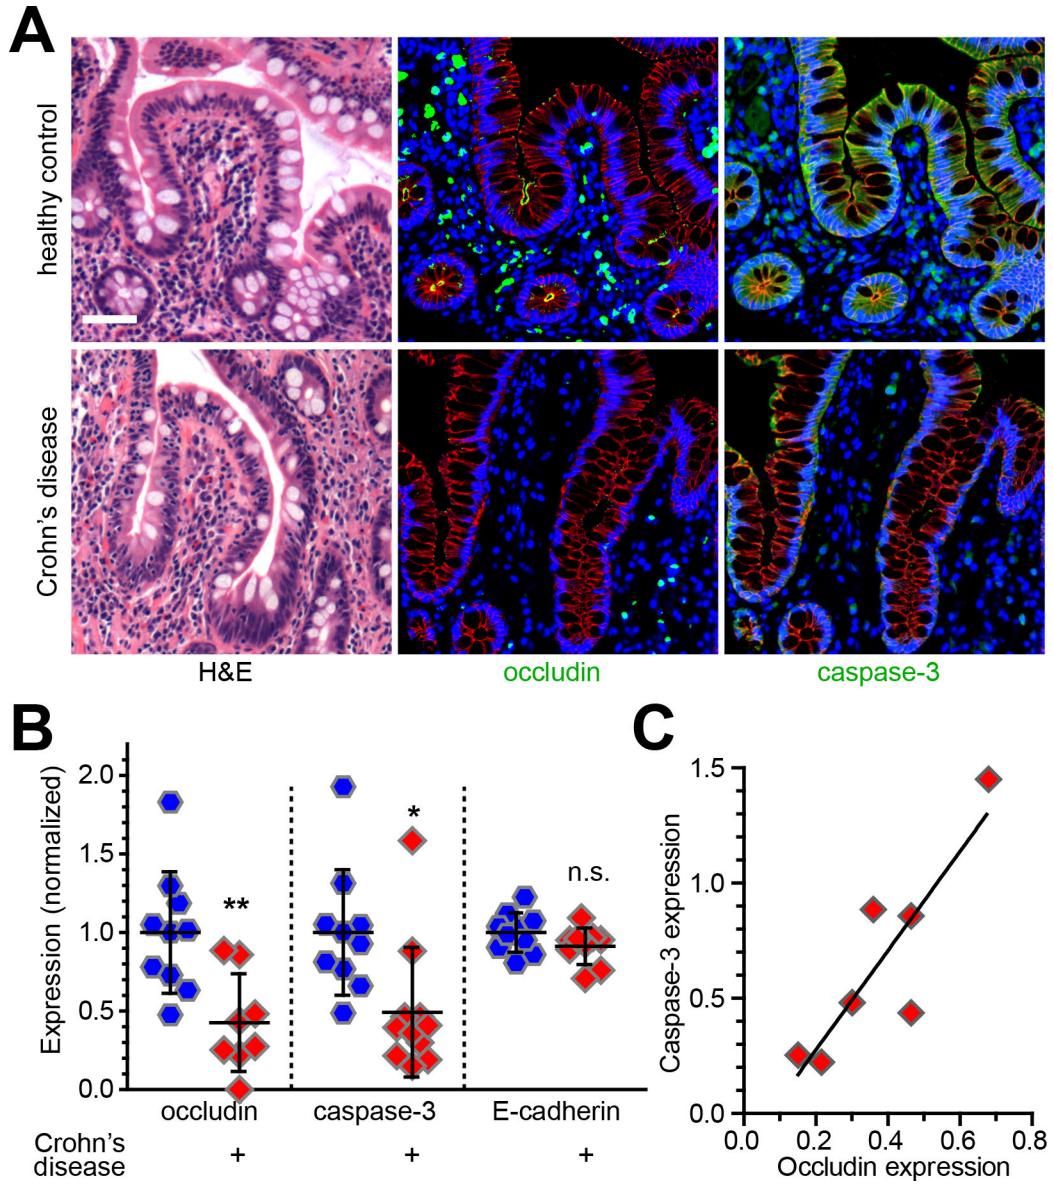 A
healthy control
Crohn's disease
H&E
occludin
caspase-3
B
Expression (normalized)
2.0
1.5
1.0
0.5
0.0
**
*
n.s.
occludin
caspase-3
E-cadherin
Crohn's
disease
+
+
+
C
Caspase-3 expression
1.5
1.0
0.5
0.0
0.0
0.2
0.4
0.6
0.8
Occludin expression